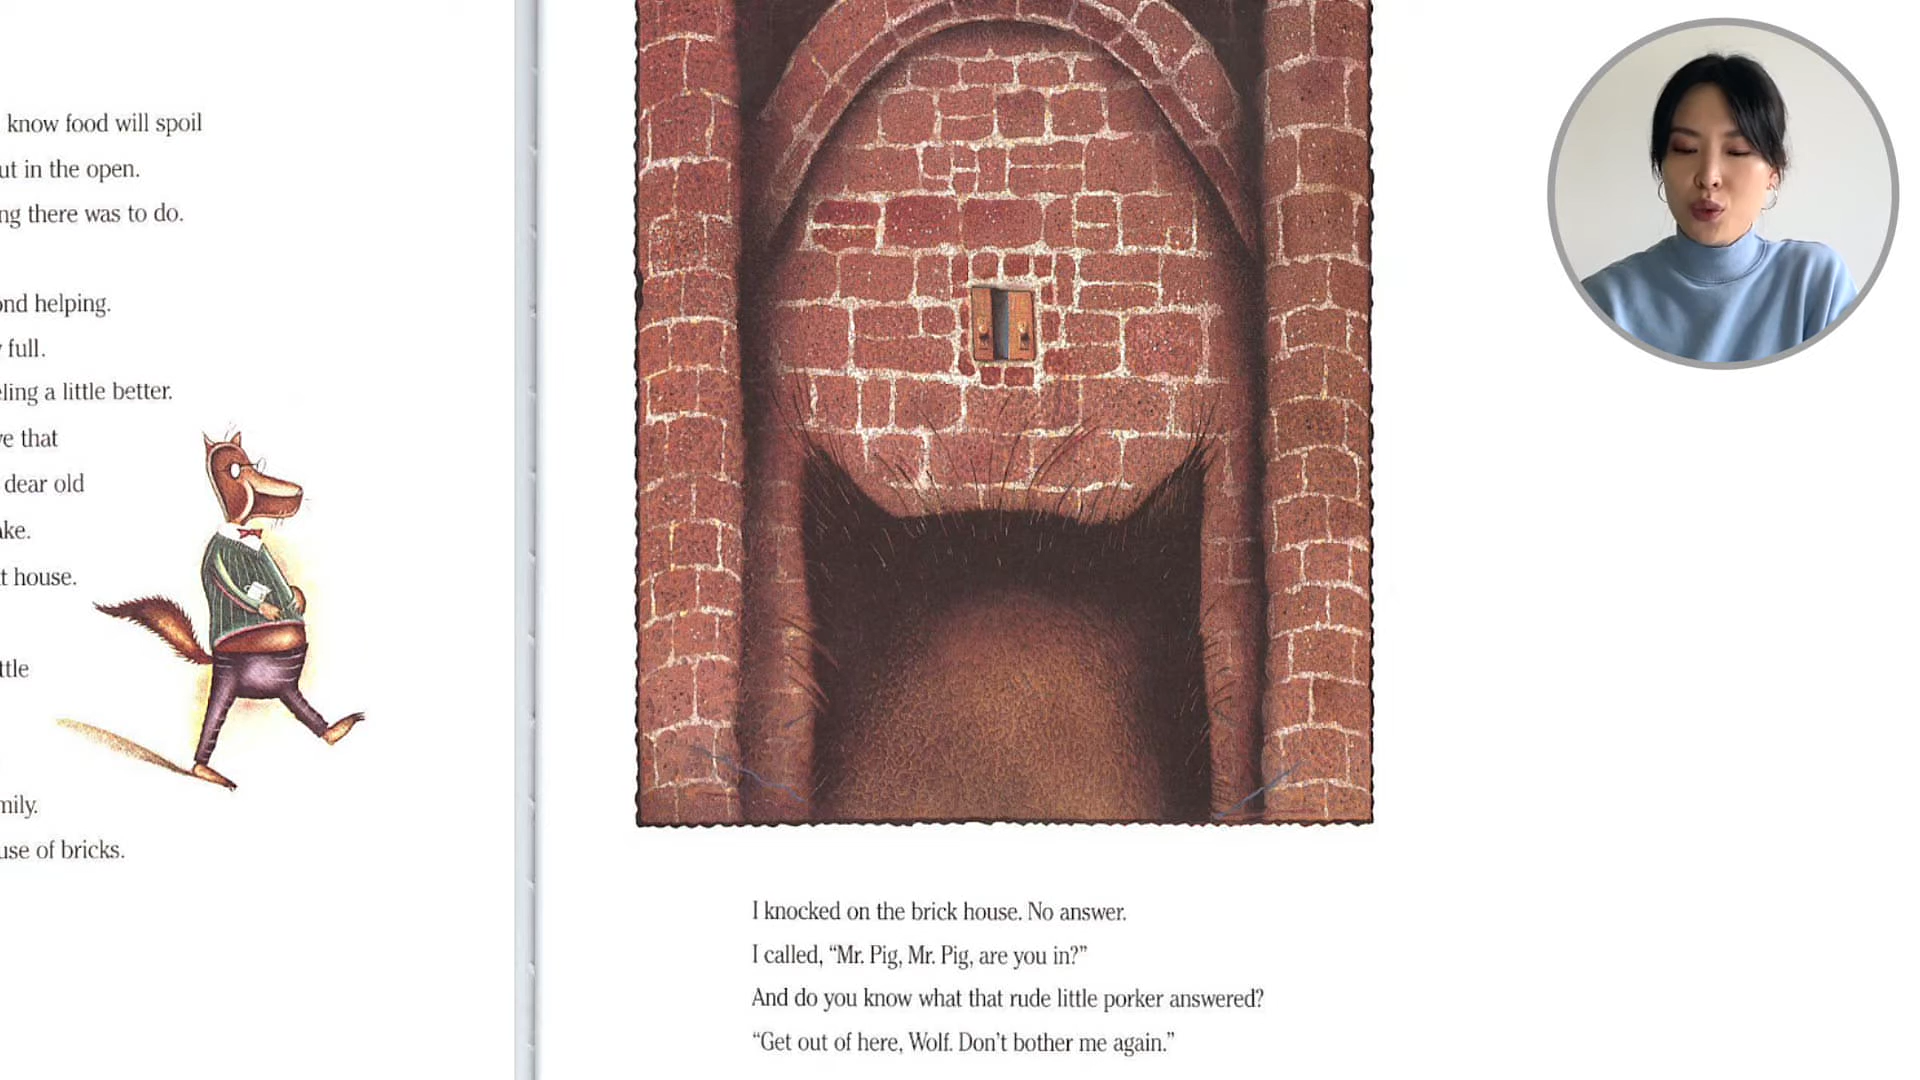 know food will spoil
ut in the open.
ng there was to do.
ond helping.
full.
ling a little better.
e that
dear old
ke.
t house.
ttle
mily.
use of bricks.
I knocked on the brick house. No answer.
I called, “Mr. Pig, Mr. Pig, are you in?”
And do you know what that rude little porker answered?
“Get out of here, Wolf. Don’t bother me again.”